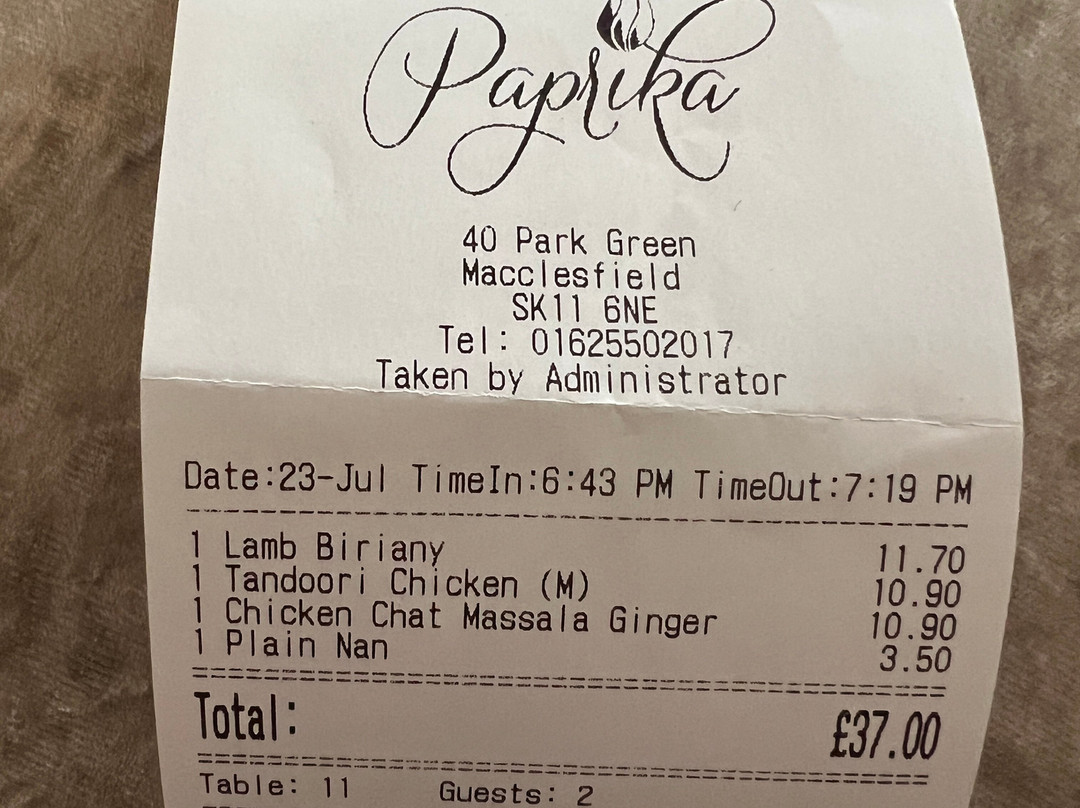 Paprika
40 Park Green
Macclesfield
SK11 6NE
Tel: 01625502017
Taken by Administrator
Date:23-Jul TimeIn:6:43 PM TimeOut:7:19 PM
1 Lamb Biriany 11.70
1 Tandoori Chicken (M) 10.90
1 Chicken Chat Massala Ginger 10.90
1 Plain Nan 3.50
Total: £37.00
Table: 11 Guests: 2